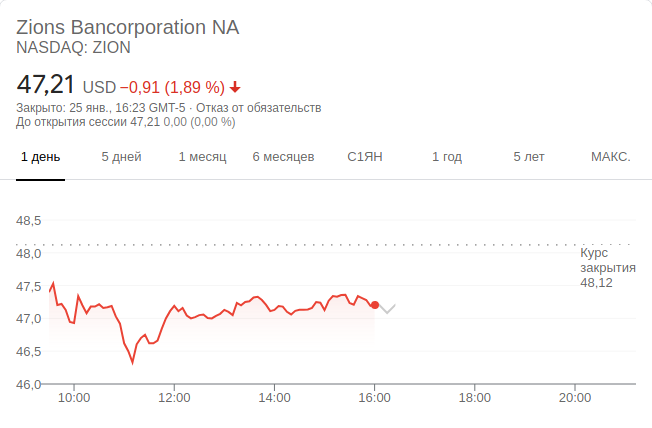 Zions Bancorporation NA
NASDAQ: ZION
47,21 USD −0,91 (1,89 %)
Закрыто: 25 янв., 16:23 GMT-5 · Отказ от обязательств
До открытия сессии 47,21 0,00 (0,00 %)
1 день 5 дней 1 месяц 6 месяцев С1ЯН 1 год 5 лет МАКС.
48,5
48,0
47,5
47,0
46,5
46,0
Курс
закрытия
48,12
10:00 12:00 14:00 16:00 18:00 20:00